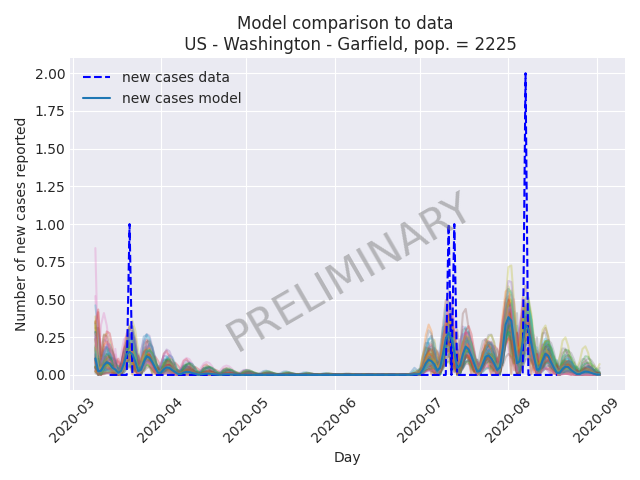 Model comparison to data
US - Washington - Garfield, pop. = 2225
new cases data
new cases model
Number of new cases reported
2.00
1.75
1.50
1.25
1.00
0.75
0.50
0.25
0.00
PRELIMINARY
2020-03
2020-04
2020-05
2020-06
2020-07
2020-08
2020-09
Day